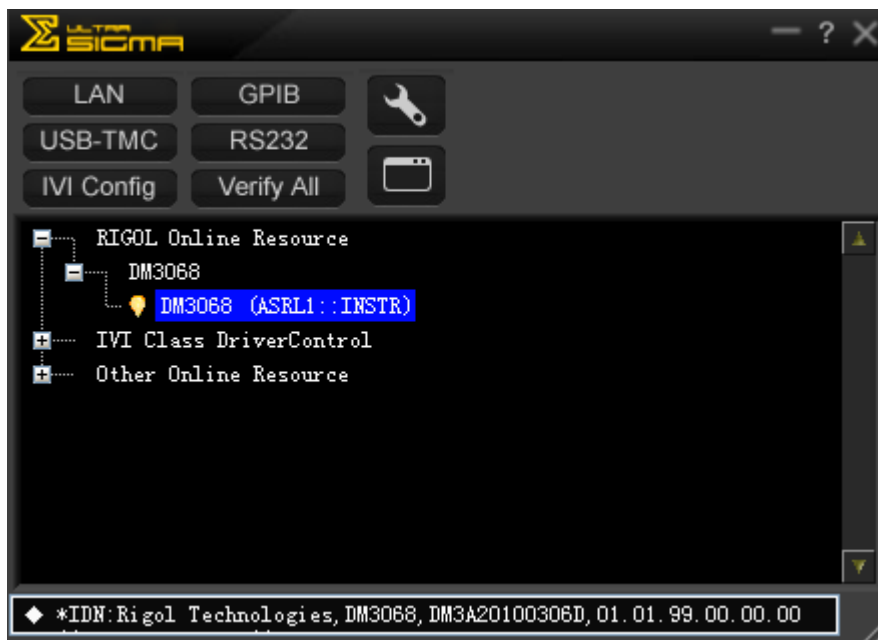 ULTRA
SIGMA
?
LAN GPIB
USB-TMC RS232
IVI Config Verify All
RIGOL Online Resource
DM3068
DM3068 (ASRL1::INSTR)
IVI Class DriverControl
Other Online Resource
*IDN:Rigol Technologies,DM3068,DM3A20100306D,01.01.99.00.00.00